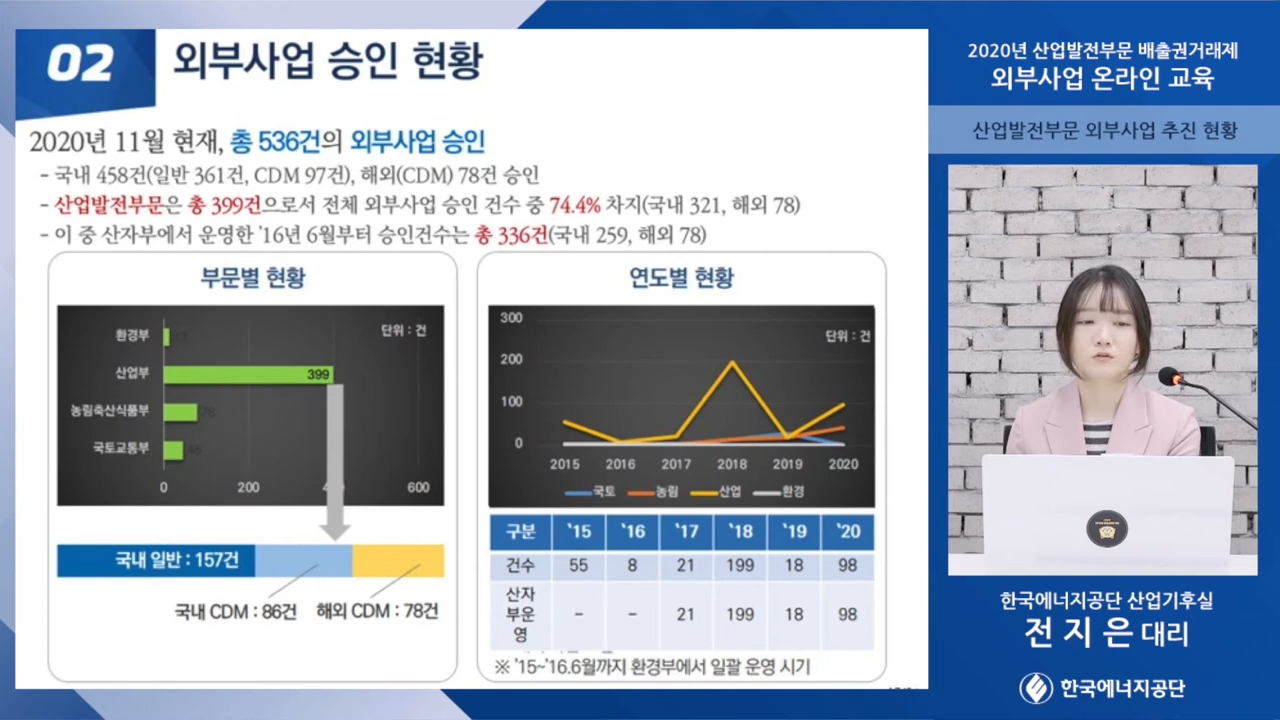 02 외부사업 승인 현황
2020년 11월 현재, 총 536건의 외부사업 승인
- 국내 458건(일반 361건, CDM 97건), 해외(CDM) 78건 승인
- 산업발전부문은 총 399건으로서 전체 외부사업 승인 건수 중 74.4% 차지(국내 321, 해외 78)
- 이 중 산자부에서 운영한 '16년 6월부터 승인건수는 총 336건(국내 259, 해외 78)
부문별 현황
단위 : 건
환경부
산업부 399
농림축산식품부 78
국토교통부
0 200 600
국내 일반 : 157건
국내 CDM : 86건 해외 CDM : 78건
연도별 현황
300
단위 : 건
200
100
0
2015 2016 2017 2018 2019 2020
국토 농림 산업 환경
구분 '15 '16 '17 '18 '19 '20
건수 55 8 21 199 18 98
산자
부운
영
- - 21 199 18 98
※ '15~'16.6월까지 환경부에서 일괄 운영 시기
2020년 산업발전부문 배출권거래제
외부사업 온라인 교육
산업발전부문 외부사업 추진 현황
한국에너지공단 산업기후실
전 지 은 대리
한국에너지공단